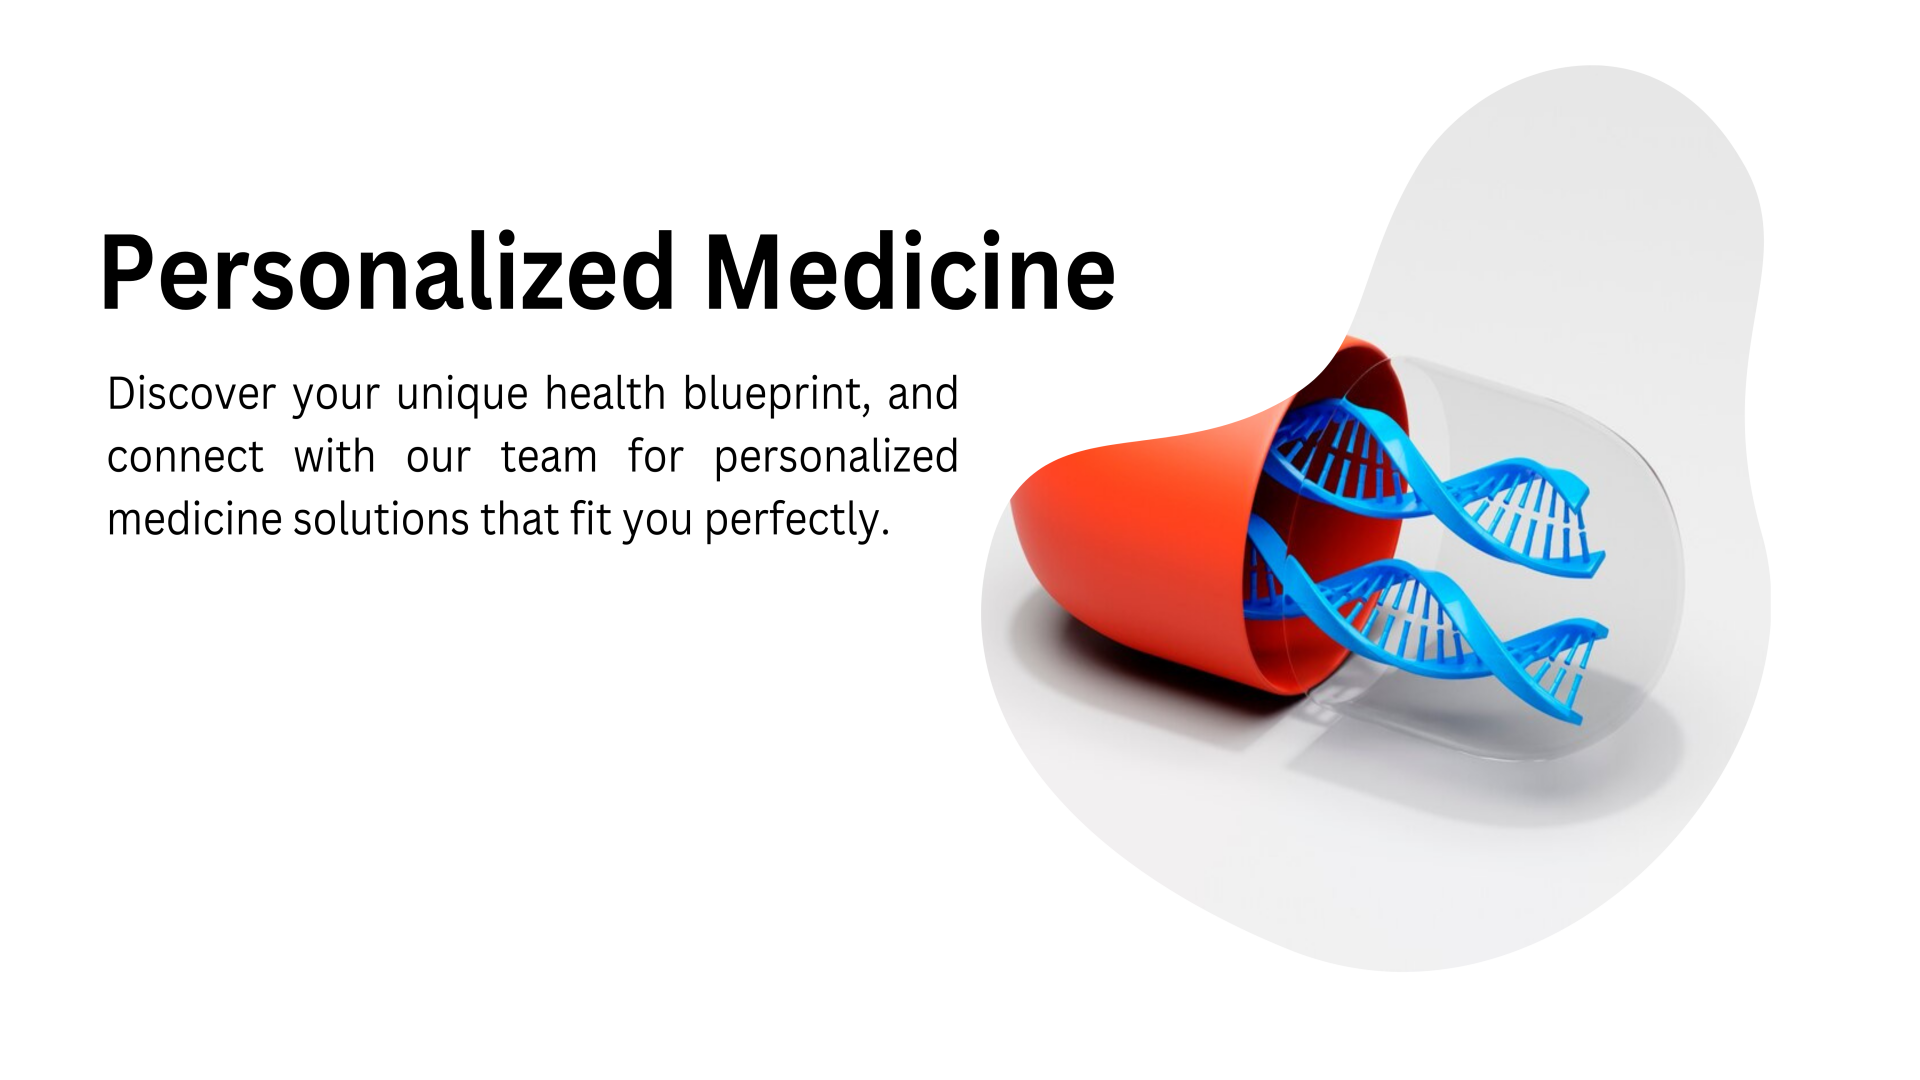 Personalized Medicine
Discover your unique health blueprint, and
connect with our team for personalized
medicine solutions that fit you perfectly.